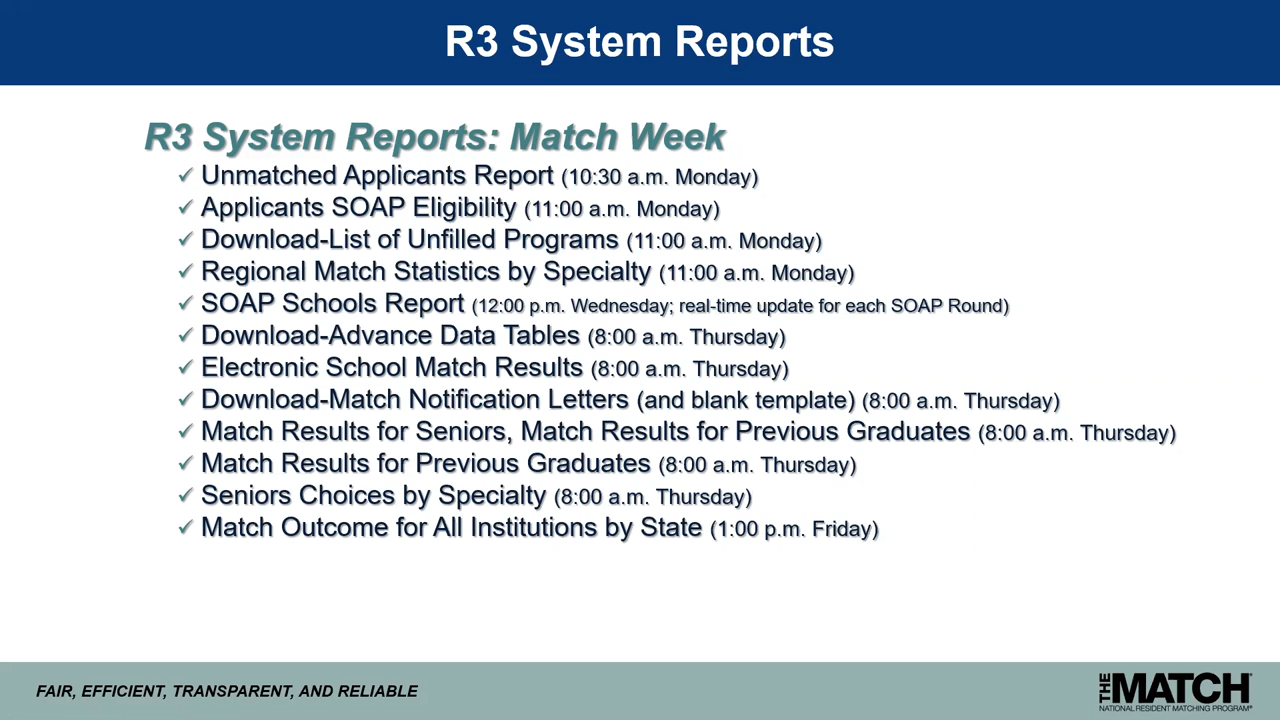 R3 System Reports
R3 System Reports: Match Week
✓ Unmatched Applicants Report (10:30 a.m. Monday)
✓ Applicants SOAP Eligibility (11:00 a.m. Monday)
✓ Download-List of Unfilled Programs (11:00 a.m. Monday)
✓ Regional Match Statistics by Specialty (11:00 a.m. Monday)
✓ SOAP Schools Report (12:00 p.m. Wednesday; real-time update for each SOAP Round)
✓ Download-Advance Data Tables (8:00 a.m. Thursday)
✓ Electronic School Match Results (8:00 a.m. Thursday)
✓ Download-Match Notification Letters (and blank template) (8:00 a.m. Thursday)
✓ Match Results for Seniors, Match Results for Previous Graduates (8:00 a.m. Thursday)
✓ Match Results for Previous Graduates (8:00 a.m. Thursday)
✓ Seniors Choices by Specialty (8:00 a.m. Thursday)
✓ Match Outcome for All Institutions by State (1:00 p.m. Friday)
FAIR, EFFICIENT, TRANSPARENT, AND RELIABLE
THE MATCH
NATIONAL RESIDENT MATCHING PROGRAM®